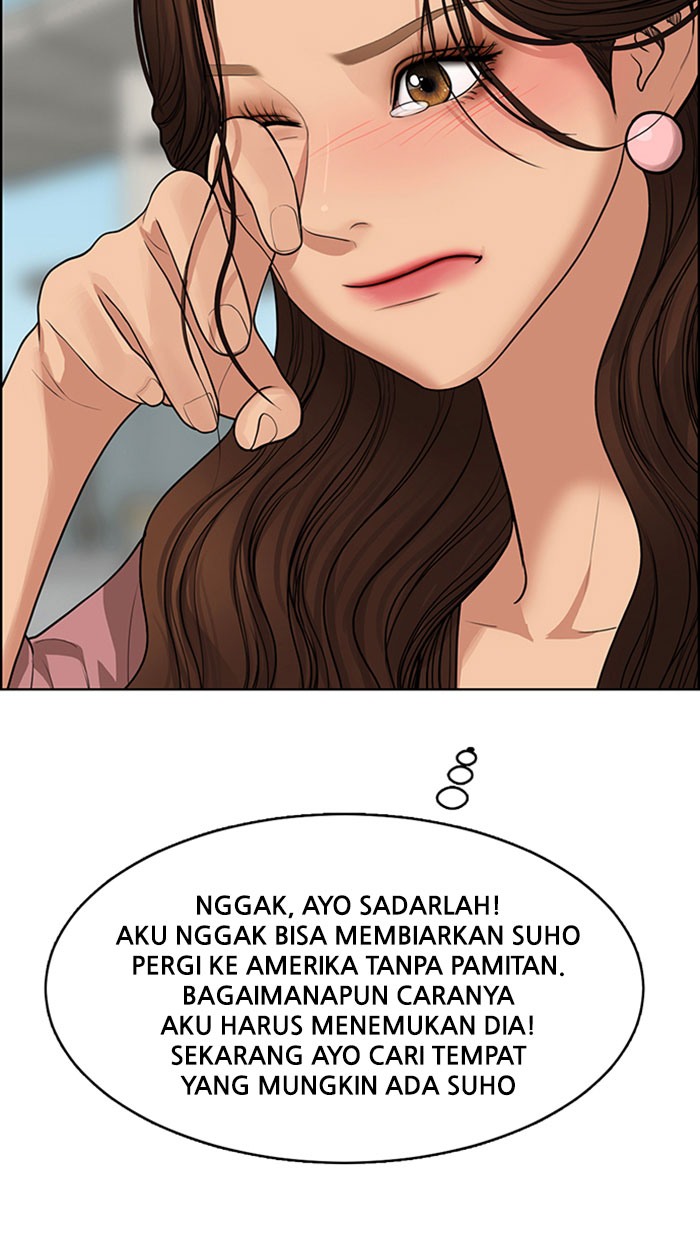 NGGAK, AYO SADARLAH!
AKU NGGAK BISA MEMBIARKAN SUHO
PERGI KE AMERIKA TANPA PAMITAN.
BAGAIMANAPUN CARANYA
AKU HARUS MENEMUKAN DIA!
SEKARANG AYO CARI TEMPAT
YANG MUNGKIN ADA SUHO